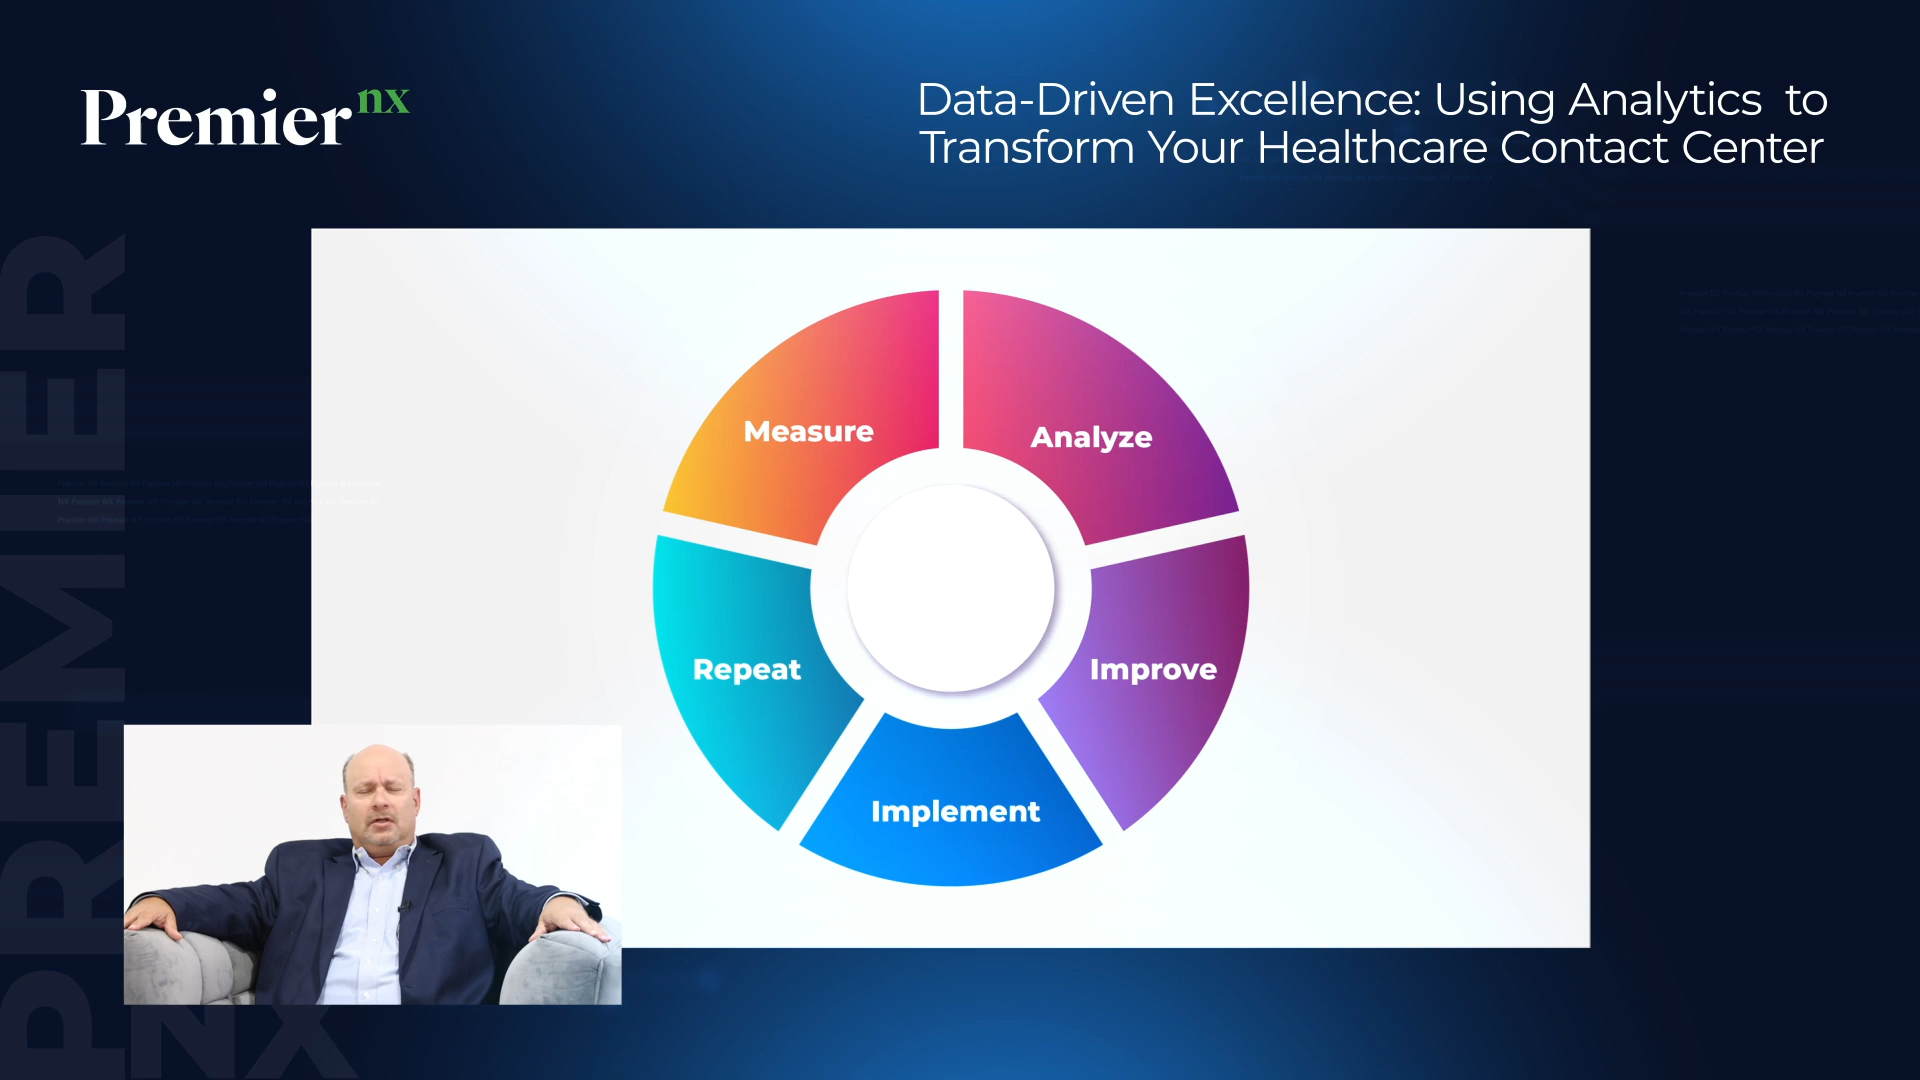 Premier nx
Data-Driven Excellence: Using Analytics to
Transform Your Healthcare Contact Center
Measure
Analyze
Repeat
Improve
Implement
PREMIER
NX